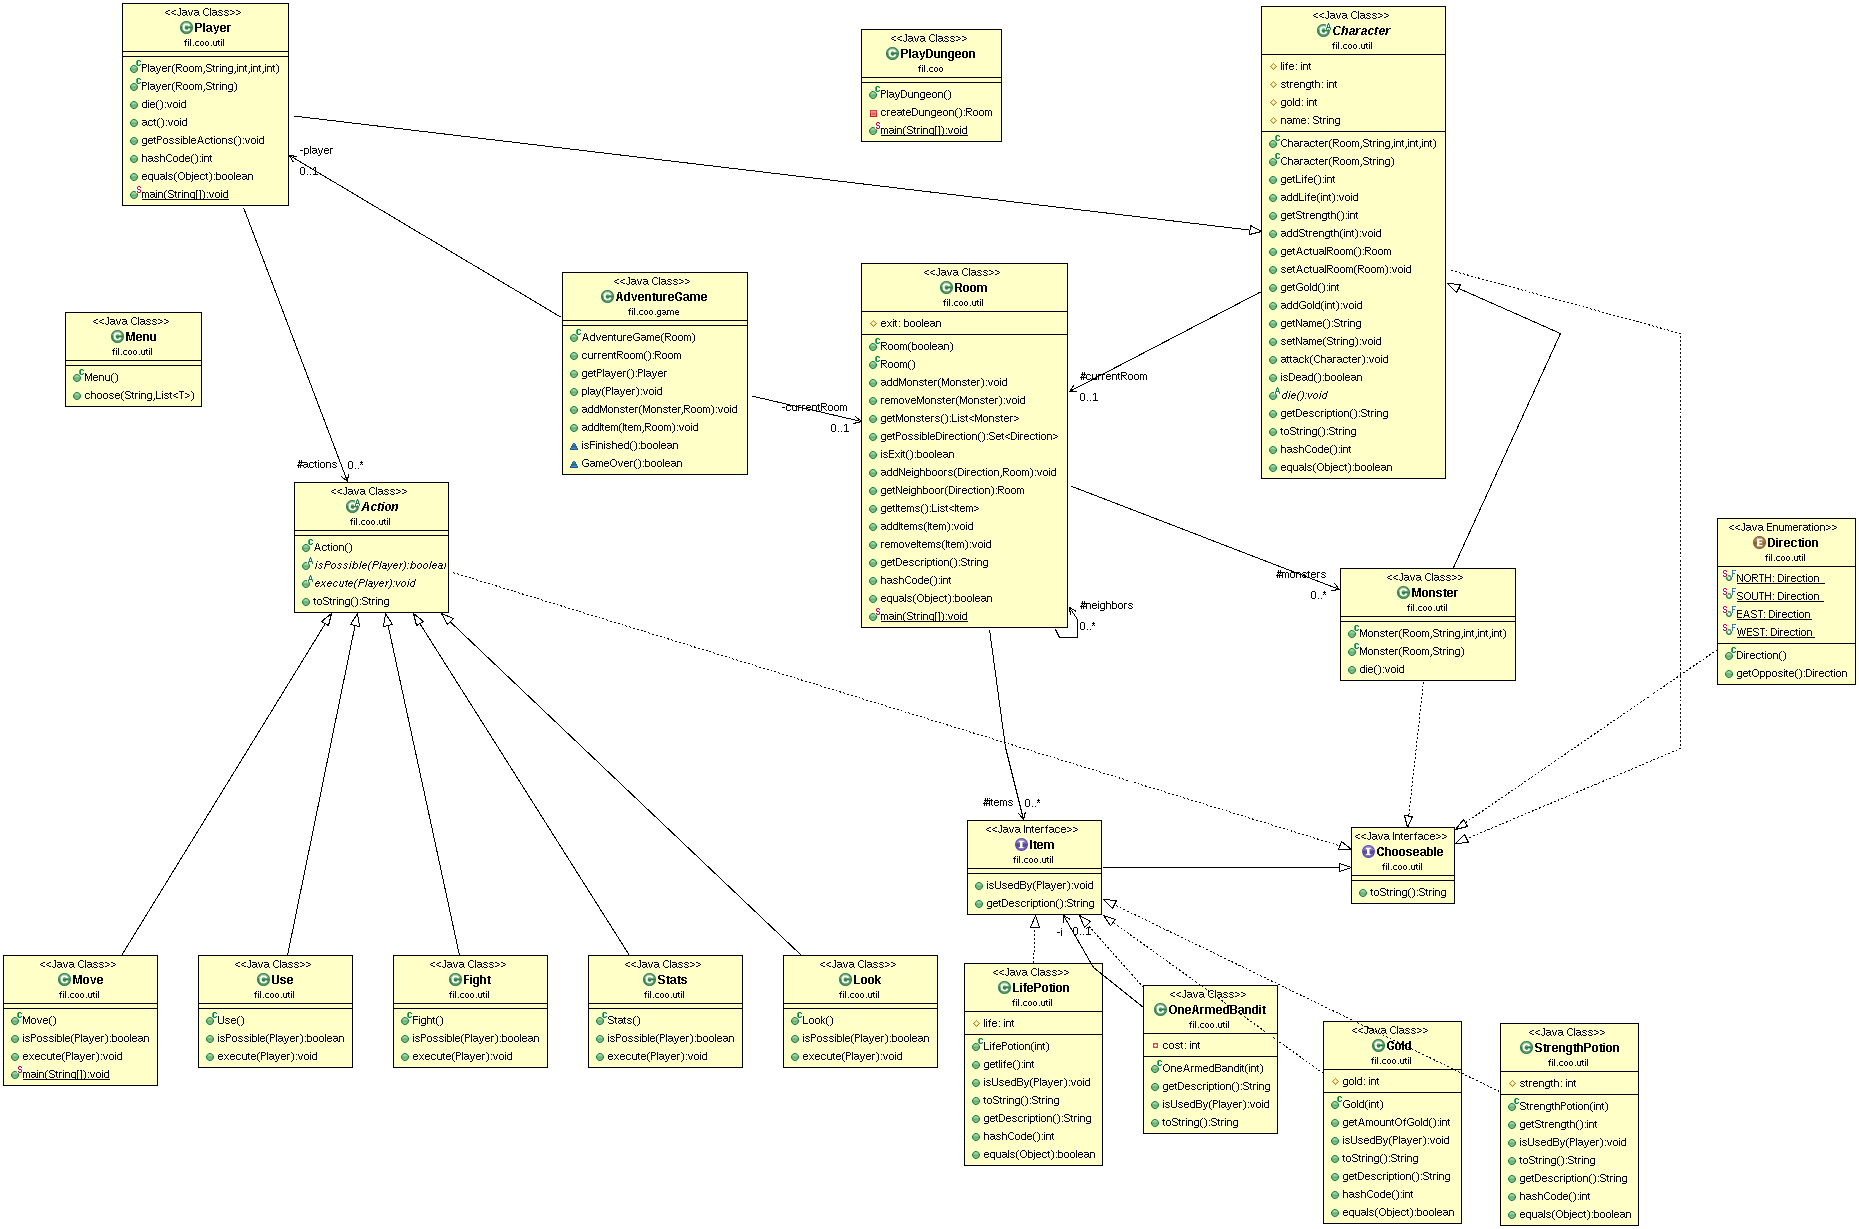 <<Java Class>>
Player
fil.coo.util
Player(Room,String,int,int,int)
Player(Room,String)
die():void
act():void
getPossibleActions():void
hashCode():int
equals(Object):boolean
main(String[]):void
<<Java Class>>
PlayDungeon
fil.coo
PlayDungeon()
createDungeon():Room
main(String[]):void
<<Java Class>>
Character
fil.coo.util
life: int
strength: int
gold: int
name: String
Character(Room,String,int,int,int)
Character(Room,String)
getLife():int
addLife(int):void
getStrength():int
addStrength(int):void
getActualRoom():Room
setActualRoom(Room):void
getGold():int
addGold(int):void
getName():String
setName(String):void
attack(Character):void
isDead():boolean
die():void
getDescription():String
toString():String
hashCode():int
equals(Object):boolean
-player
0..1
<<Java Class>>
Menu
fil.coo.util
Menu()
choose(String,List<T>)
<<Java Class>>
AdventureGame
fil.coo.game
AdventureGame(Room)
currentRoom():Room
getPlayer():Player
play(Player):void
addMonster(Monster,Room):void
addItem(Item,Room):void
isFinished():boolean
GameOver():boolean
-currentRoom
0..1
<<Java Class>>
Room
fil.coo.util
exit: boolean
Room(boolean)
Room()
addMonster(Monster):void
removeMonster(Monster):void
getMonsters():List<Monster>
getPossibleDirection():Set<Direction>
isExit():boolean
addNeighboors(Direction,Room):void
getNeighboor(Direction):Room
getItems():List<Item>
addItems(Item):void
removeItems(Item):void
getDescription():String
hashCode():int
equals(Object):boolean
main(String[]):void
#currentRoom
0..1
#actions 0..*
<<Java Class>>
Action
fil.coo.util
Action()
isPossible(Player):boolean
execute(Player):void
toString():String
#monsters
0..*
#neighbors
0..*
<<Java Class>>
Monster
fil.coo.util
Monster(Room,String,int,int,int)
Monster(Room,String)
die():void
<<Java Enumeration>>
Direction
fil.coo.util
NORTH: Direction
SOUTH: Direction
EAST: Direction
WEST: Direction
Direction()
getOpposite():Direction
#items 0..*
<<Java Interface>>
Item
fil.coo.util
isUsedBy(Player):void
getDescription():String
<<Java Interface>>
Chooseable
fil.coo.util
toString():String
-i 0..1
<<Java Class>>
Move
fil.coo.util
Move()
isPossible(Player):boolean
execute(Player):void
main(String[]):void
<<Java Class>>
Use
fil.coo.util
Use()
isPossible(Player):boolean
execute(Player):void
<<Java Class>>
Fight
fil.coo.util
Fight()
isPossible(Player):boolean
execute(Player):void
<<Java Class>>
Stats
fil.coo.util
Stats()
isPossible(Player):boolean
execute(Player):void
<<Java Class>>
Look
fil.coo.util
Look()
isPossible(Player):boolean
execute(Player):void
<<Java Class>>
LifePotion
fil.coo.util
life: int
LifePotion(int)
getlife():int
isUsedBy(Player):void
toString():String
getDescription():String
hashCode():int
equals(Object):boolean
<<Java Class>>
OneArmedBandit
fil.coo.util
cost: int
OneArmedBandit(int)
getDescription():String
isUsedBy(Player):void
toString():String
<<Java Class>>
Gold
fil.coo.util
gold: int
Gold(int)
getAmountOfGold():int
isUsedBy(Player):void
toString():String
getDescription():String
hashCode():int
equals(Object):boolean
<<Java Class>>
StrengthPotion
fil.coo.util
strength: int
StrengthPotion(int)
getStrength():int
isUsedBy(Player):void
toString():String
getDescription():String
hashCode():int
equals(Object):boolean